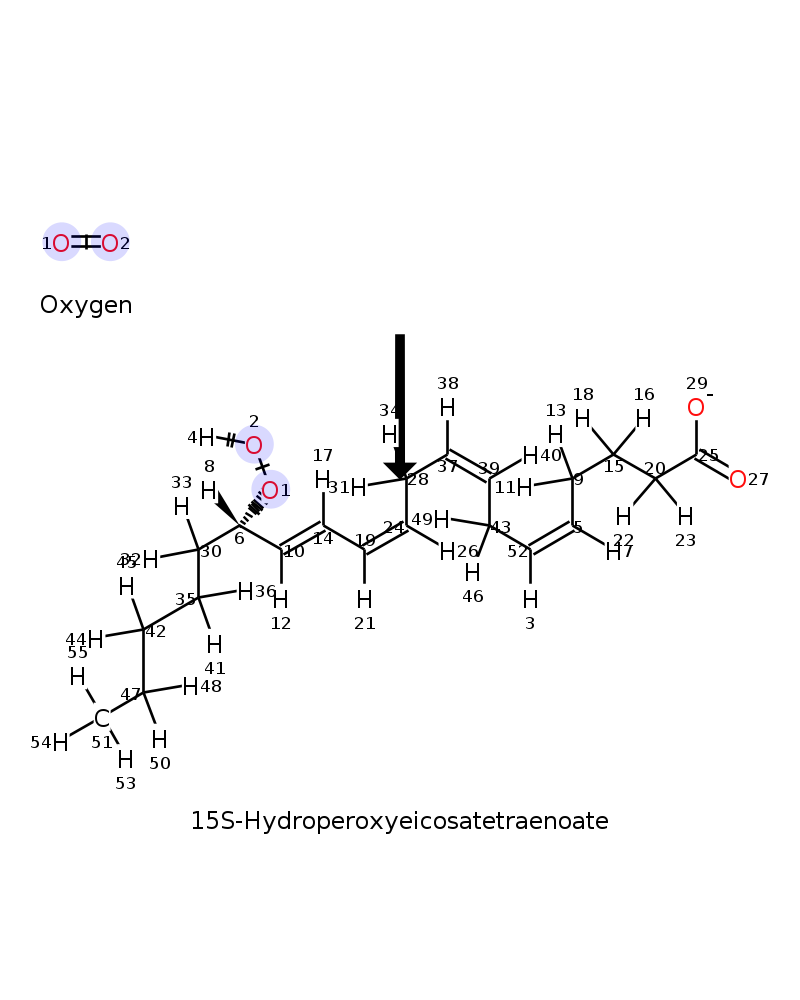 1O=O2
Oxygen
29
O-
38
H
18
H
16
H
34
H
13
H
25
O27
2
O
4H
37
39
H40
15
20
8
H
O1
17
H
31H
28
11H
9
33
H
49H
43
22
H
23
H
6
10
14
19
24
H26
52
5
H7
32H
30
45
H
46
H
35
H36
12
H
21
H
3
H
44H
42
41
H
55
H
47
H48
C
51
54H
50
H
53
H
15S-Hydroperoxyeicosatetraenoate